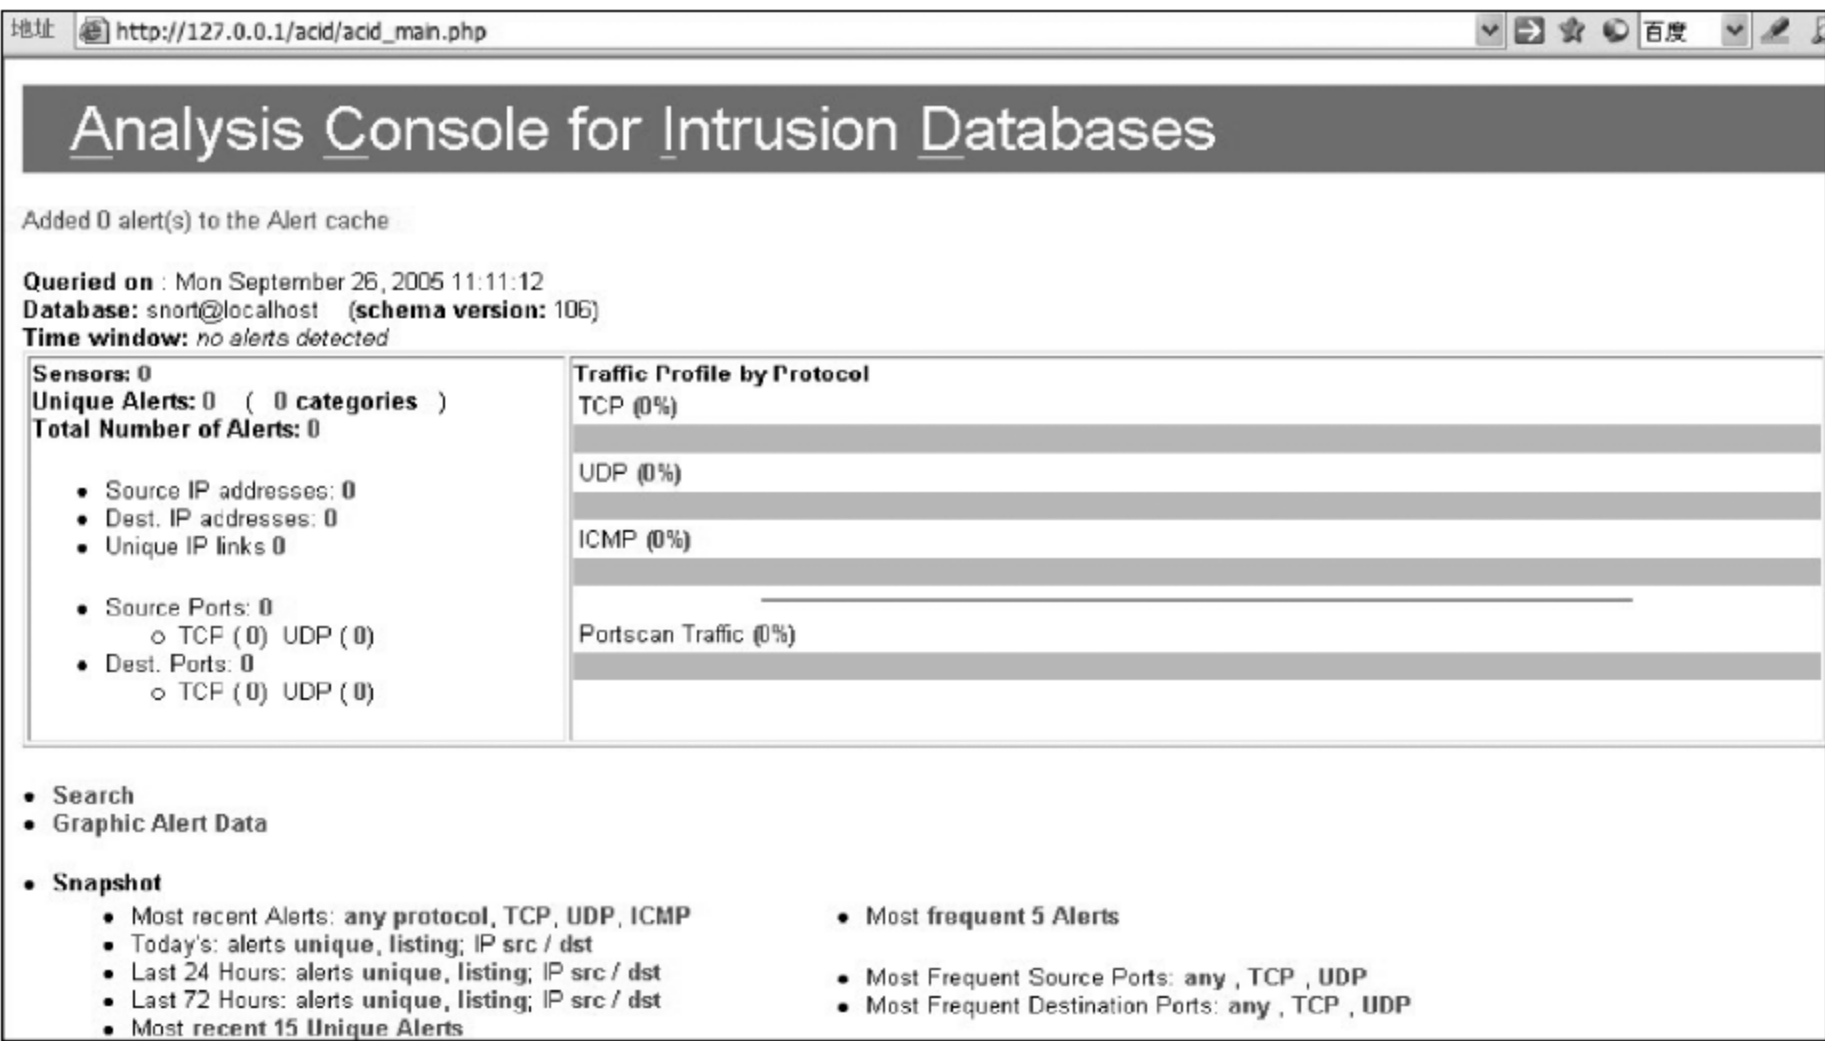 地址 http://127.0.0.1/acid/acid_main.php 百度
Analysis Console for Intrusion Databases
Added 0 alert(s) to the Alert cache
Queried on : Mon September 26, 2005 11:11:12
Database: snort@localhost (schema version: 106)
Time window: no alerts detected
Sensors: 0
Unique Alerts: 0 ( 0 categories )
Total Number of Alerts: 0
Source IP addresses: 0
Dest. IP addresses: 0
Unique IP links 0
Source Ports: 0
TCP ( 0) UDP ( 0)
Dest. Ports: 0
TCP ( 0) UDP ( 0)
Traffic Profile by Protocol
TCP (0%)
UDP (0%)
ICMP (0%)
Portscan Traffic (0%)
Search
Graphic Alert Data
Snapshot
Most recent Alerts: any protocol, TCP, UDP, ICMP
Today's: alerts unique, listing; IP src / dst
Last 24 Hours: alerts unique, listing; IP src / dst
Last 72 Hours: alerts unique, listing; IP src / dst
Most recent 15 Unique Alerts
Most frequent 5 Alerts
Most Frequent Source Ports: any , TCP , UDP
Most Frequent Destination Ports: any , TCP , UDP